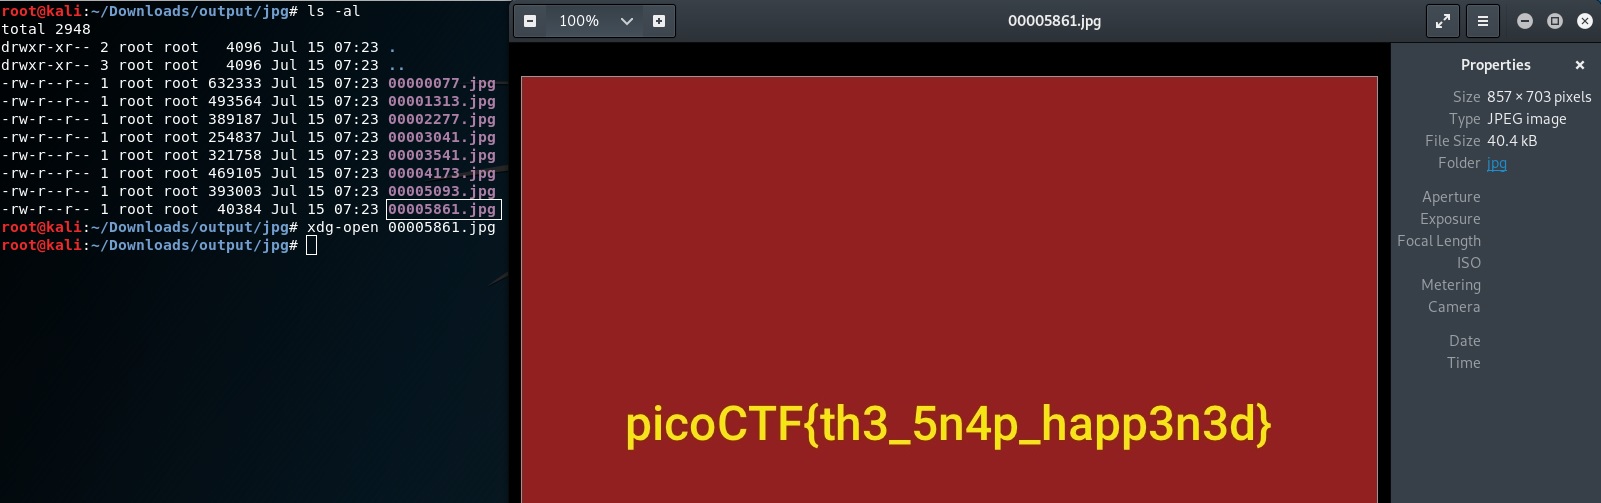 root@kali:~/Downloads/output/jpg# ls -al
total 2948
drwxr-xr-- 2 root root   4096 Jul 15 07:23 .
drwxr-xr-- 3 root root   4096 Jul 15 07:23 ..
-rw-r--r-- 1 root root 632333 Jul 15 07:23 00000077.jpg
-rw-r--r-- 1 root root 493564 Jul 15 07:23 00001313.jpg
-rw-r--r-- 1 root root 389187 Jul 15 07:23 00002277.jpg
-rw-r--r-- 1 root root 254837 Jul 15 07:23 00003041.jpg
-rw-r--r-- 1 root root 321758 Jul 15 07:23 00003541.jpg
-rw-r--r-- 1 root root 469105 Jul 15 07:23 00004173.jpg
-rw-r--r-- 1 root root 393003 Jul 15 07:23 00005093.jpg
-rw-r--r-- 1 root root  40384 Jul 15 07:23 00005861.jpg
root@kali:~/Downloads/output/jpg# xdg-open 00005861.jpg
root@kali:~/Downloads/output/jpg#
100%
00005861.jpg
picoCTF{th3_5n4p_happ3n3d}
Properties
Size 857 × 703 pixels
Type JPEG image
File Size 40.4 kB
Folder jpg
Aperture
Exposure
Focal Length
ISO
Metering
Camera
Date
Time